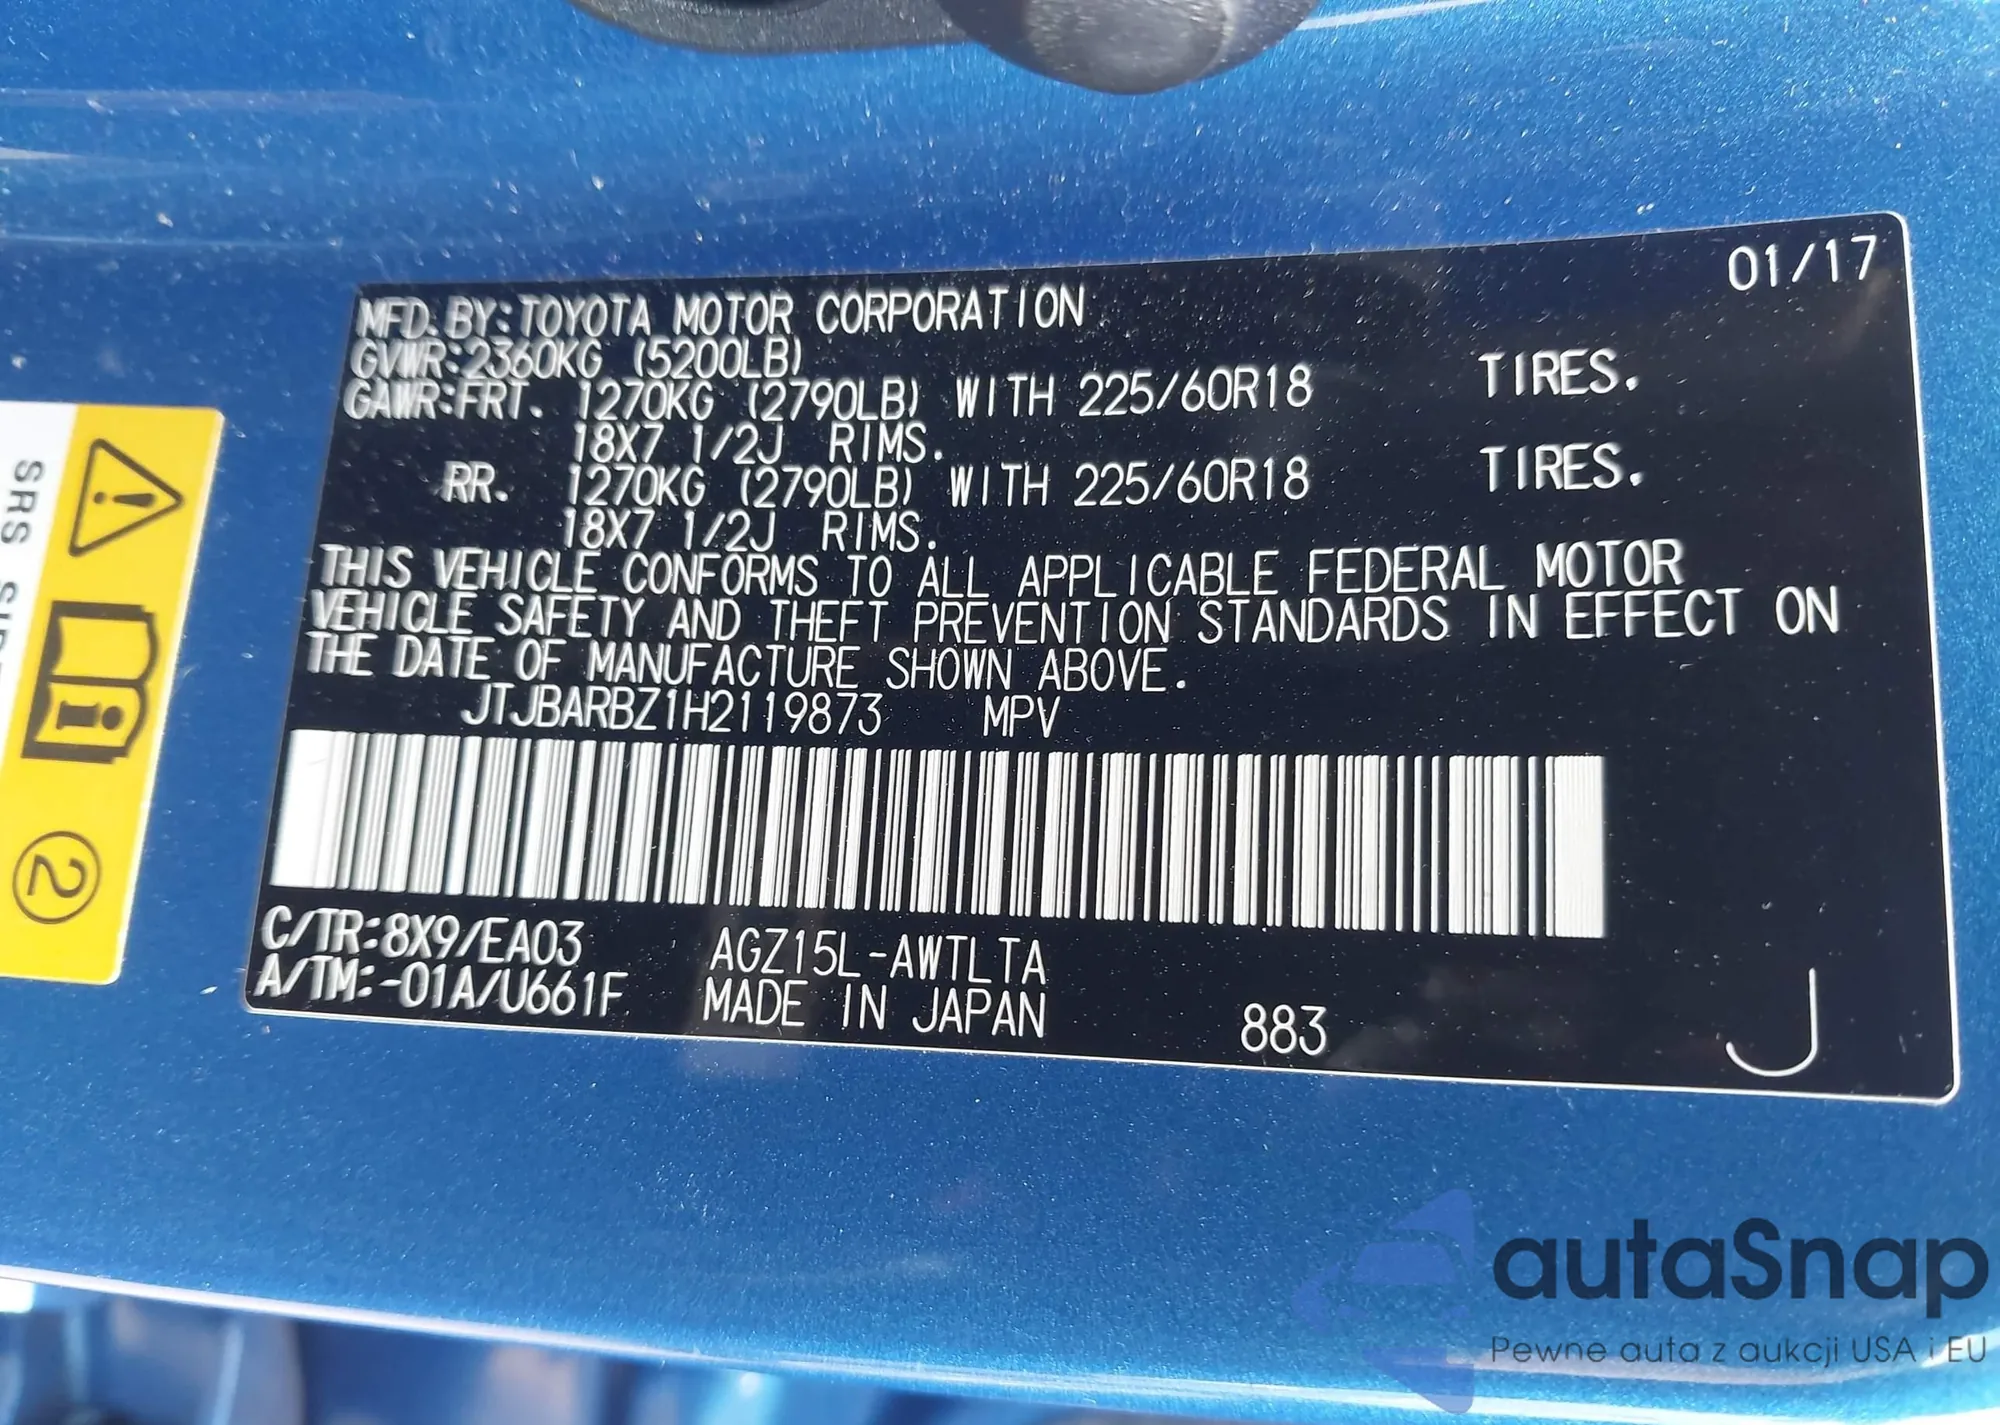 01/17
MFD. BY: TOYOTA MOTOR CORPORATION
GVWR: 2360KG (5200LB)
GAWR: FRT. 1270KG (2790LB) WITH 225/60R18 TIRES.
18X7 1/2J RIMS.
RR. 1270KG (2790LB) WITH 225/60R18 TIRES.
18X7 1/2J RIMS.
THIS VEHICLE CONFORMS TO ALL APPLICABLE FEDERAL MOTOR
VEHICLE SAFETY AND THEFT PREVENTION STANDARDS IN EFFECT ON
THE DATE OF MANUFACTURE SHOWN ABOVE.
JTJBARBZ1H2119873 MPV
C/TR: 8X9/EA03 AGZ15L-AWTLTA
A/TM: -01A/U661F MADE IN JAPAN 883 J
SRS
2
autaSnap
Pewne auta z aukcji USA i EU